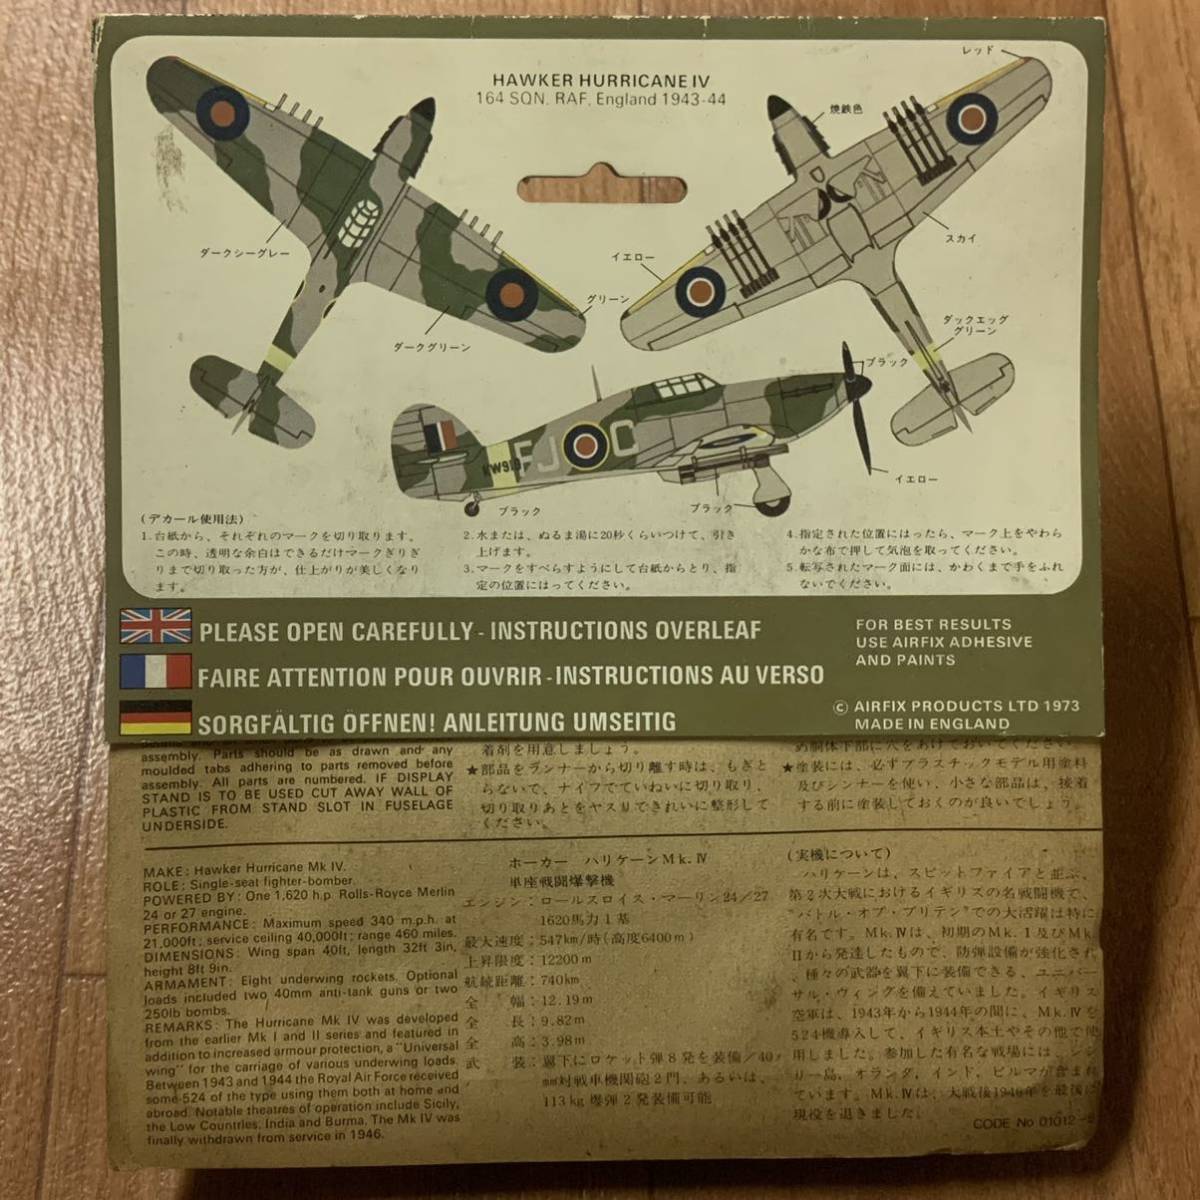 HAWKER HURRICANE IV
164 SQN. RAF, England 1943-44
レッド
焼鉄色
ダークシーグレー
スカイ
イエロー
グリーン
ダークグリーン
ダックエッグ
グリーン
ブラック
イエロー
ブラック
ブラック
FJ C
KW919
(デカール使用法)
1.台紙から、それぞれのマークを切り取ります。
この時、透明な余白はできるだけマークぎりぎ
りまで切り取った方が、仕上がりが美しくなり
ます。
2.水または、ぬるま湯に20秒くらいつけて、引き
上げます。
3.マークをすべらすようにして台紙からとり、指
定の位置にはってください。
4.指定された位置にはったら、マーク上をやわら
かな布で押して気泡を取ってください。
5.転写されたマーク面には、かわくまで手をふれ
ないでください。
PLEASE OPEN CAREFULLY - INSTRUCTIONS OVERLEAF
FAIRE ATTENTION POUR OUVRIR - INSTRUCTIONS AU VERSO
SORGFÄLTIG ÖFFNEN! ANLEITUNG UMSEITIG
FOR BEST RESULTS
USE AIRFIX ADHESIVE
AND PAINTS
© AIRFIX PRODUCTS LTD 1973
MADE IN ENGLAND
assembly. Parts should be as drawn and any
moulded tabs adhering to parts removed before
assembly. All parts are numbered. IF DISPLAY
STAND IS TO BE USED CUT AWAY WALL OF
PLASTIC FROM STAND SLOT IN FUSELAGE
UNDERSIDE.
着剤を用意しましょう。
★部品をランナーから切り離す時は、もぎと
らないで、ナイフでていねいに切り取り、
切り取りあとをヤスリできれいに整形して
ください。
め胴体下部に穴をあけておいてください
★塗装には、必ずプラスチックモデル用塗料
及びシンナーを使い、小さな部品は、接着
する前に塗装しておくのが良いでしょう。
MAKE: Hawker Hurricane Mk IV.
ROLE: Single-seat fighter-bomber.
POWERED BY: One 1,620 h.p. Rolls-Royce Merlin
24 or 27 engine.
PERFORMANCE: Maximum speed 340 m.p.h. at
21,000ft; service ceiling 40,000ft; range 460 miles.
DIMENSIONS: Wing span 40ft, length 32ft 3in,
height 8ft 9in.
ARMAMENT: Eight underwing rockets. Optional
loads included two 40mm anti-tank guns or two
250lb bombs.
REMARKS: The Hurricane Mk IV was developed
from the earlier Mk I and II series and featured in
addition to increased armour protection, a "Universal
wing" for the carriage of various underwing loads.
Between 1943 and 1944 the Royal Air Force received
some 524 of the type using them both at home and
abroad. Notable theatres of operation include Sicily,
the Low Countries, India and Burma. The Mk IV was
finally withdrawn from service in 1946.
ホーカー ハリケーンMk.Ⅳ
単座戦闘爆撃機
エンジン：ロールスロイス・マーリン24／27
1620馬力1基
最大速度：547km/時(高度6400m)
上昇限度：12200m
航続距離：740km
全 幅：12.19m
全 長：9.82m
全 高：3.98m
武 装：翼下にロケット弾8発を装備／40
mm対戦車機関砲2門、あるいは、
113kg爆弾2発装備可能
(実機について)
ハリケーンは、スピットファイアと並ぶ、
第2次大戦におけるイギリスの名戦闘機で、
"バトル・オブ・ブリテン"での大活躍は特に
有名です。Mk.Ⅳは、初期のMk.I及びMk
IIから発達したもので、防弾設備が強化され
、種々の武器を翼下に装備できる、ユニバー
サル・ウィングを備えていました。イギリス
空軍は、1943年から1944年の間に、Mk.Ⅳを
524機導入して、イギリス本土やその他で使
用しました。参加した有名な戦場には、シシ
リー島、オランダ、インド、ビルマが含まれ
ています。Mk.Ⅳは、大戦後1946年を最後に
現役を退きました。
CODE No 01012